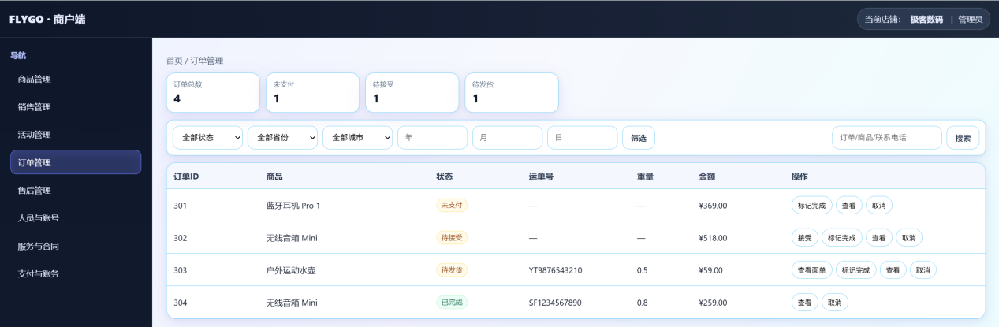 FLYGO · 商户端
当前店铺： 极客数码 | 管理员
导航
商品管理
销售管理
活动管理
订单管理
售后管理
人员与账号
服务与合同
支付与账务
首页 / 订单管理
订单总数 未支付 待接受 待发货
4 1 1 1
全部状态 全部省份 全部城市 年 月 日 筛选 订单/商品/联系电话 搜索
订单ID 商品 状态 运单号 重量 金额 操作
301 蓝牙耳机 Pro 1 未支付 — — ¥369.00 标记完成 查看 取消
302 无线音箱 Mini 待接受 — — ¥518.00 接受 标记完成 查看 取消
303 户外运动水壶 待发货 YT9876543210 0.5 ¥59.00 查看面单 标记完成 查看 取消
304 无线音箱 Mini 已完成 SF1234567890 0.8 ¥259.00 查看 取消